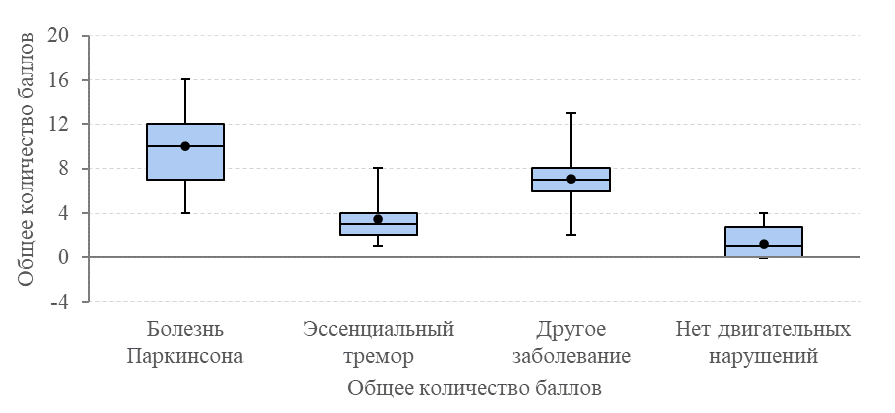 Общее количество баллов
20
16
12
8
4
0
-4
Болезнь
Паркинсона
Эссенциальный
тремор
Другое
заболевание
Нет двигательных
нарушений
Общее количество баллов